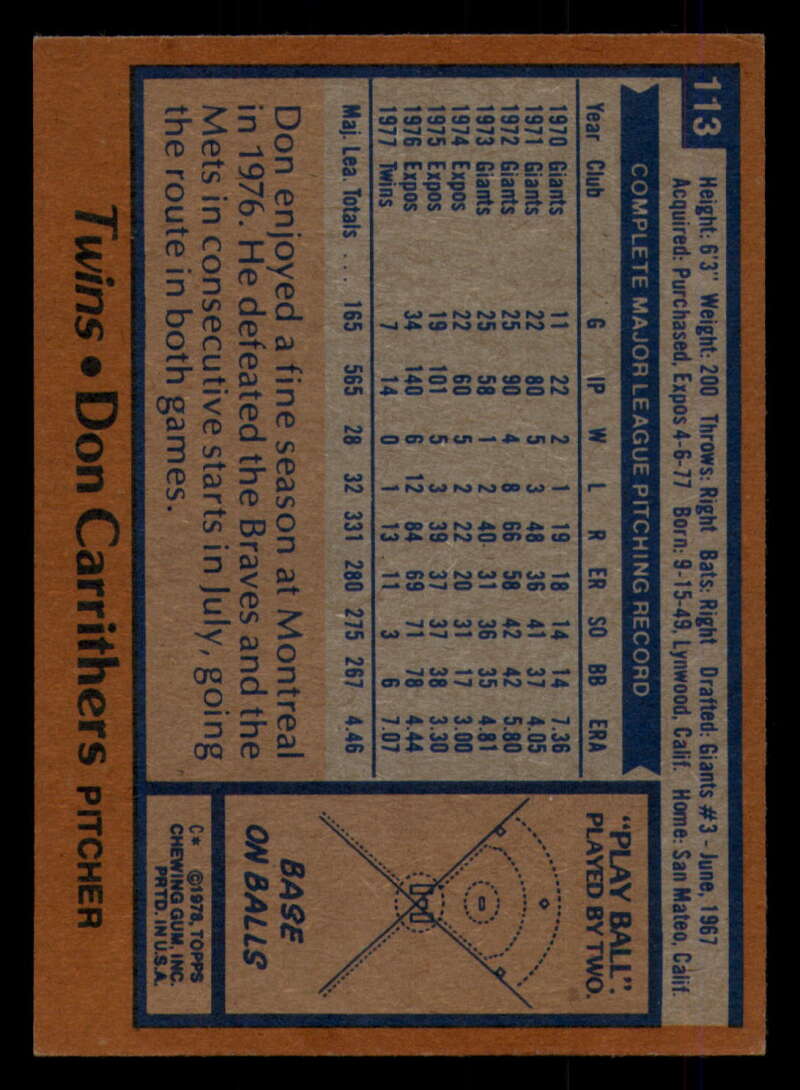 113
Height: 6'3" Weight: 200 Throws: Right Bats: Right Drafted: Giants #3 - June, 1967
Acquired: Purchased, Expos 4-6-77 Born: 9-15-49, Lynwood, Calif. Home: San Mateo, Calif.
COMPLETE MAJOR LEAGUE PITCHING RECORD
Year Club G IP W L R ER SO BB ERA
1970 Giants 11 22 2 1 19 18 14 14 7.36
1971 Giants 22 80 5 3 48 36 41 37 4.05
1972 Giants 25 90 4 8 66 58 42 42 5.80
1973 Giants 25 58 1 2 40 31 36 35 4.81
1974 Expos 22 60 5 2 22 20 31 17 3.00
1975 Expos 19 101 5 3 39 37 37 38 3.30
1976 Expos 34 140 6 12 84 69 71 78 4.44
1977 Twins 7 14 0 1 13 11 3 6 7.07
Maj. Lea. Totals . . . 165 565 28 32 331 280 275 267 4.46
Don enjoyed a fine season at Montreal
in 1976. He defeated the Braves and the
Mets in consecutive starts in July, going
the route in both games.
"PLAY BALL".
PLAYED BY TWO.
BASE
ON BALLS
C* ©1978, TOPPS
CHEWING GUM, INC.
PRTD. IN U.S.A.
Twins • Don Carrithers PITCHER